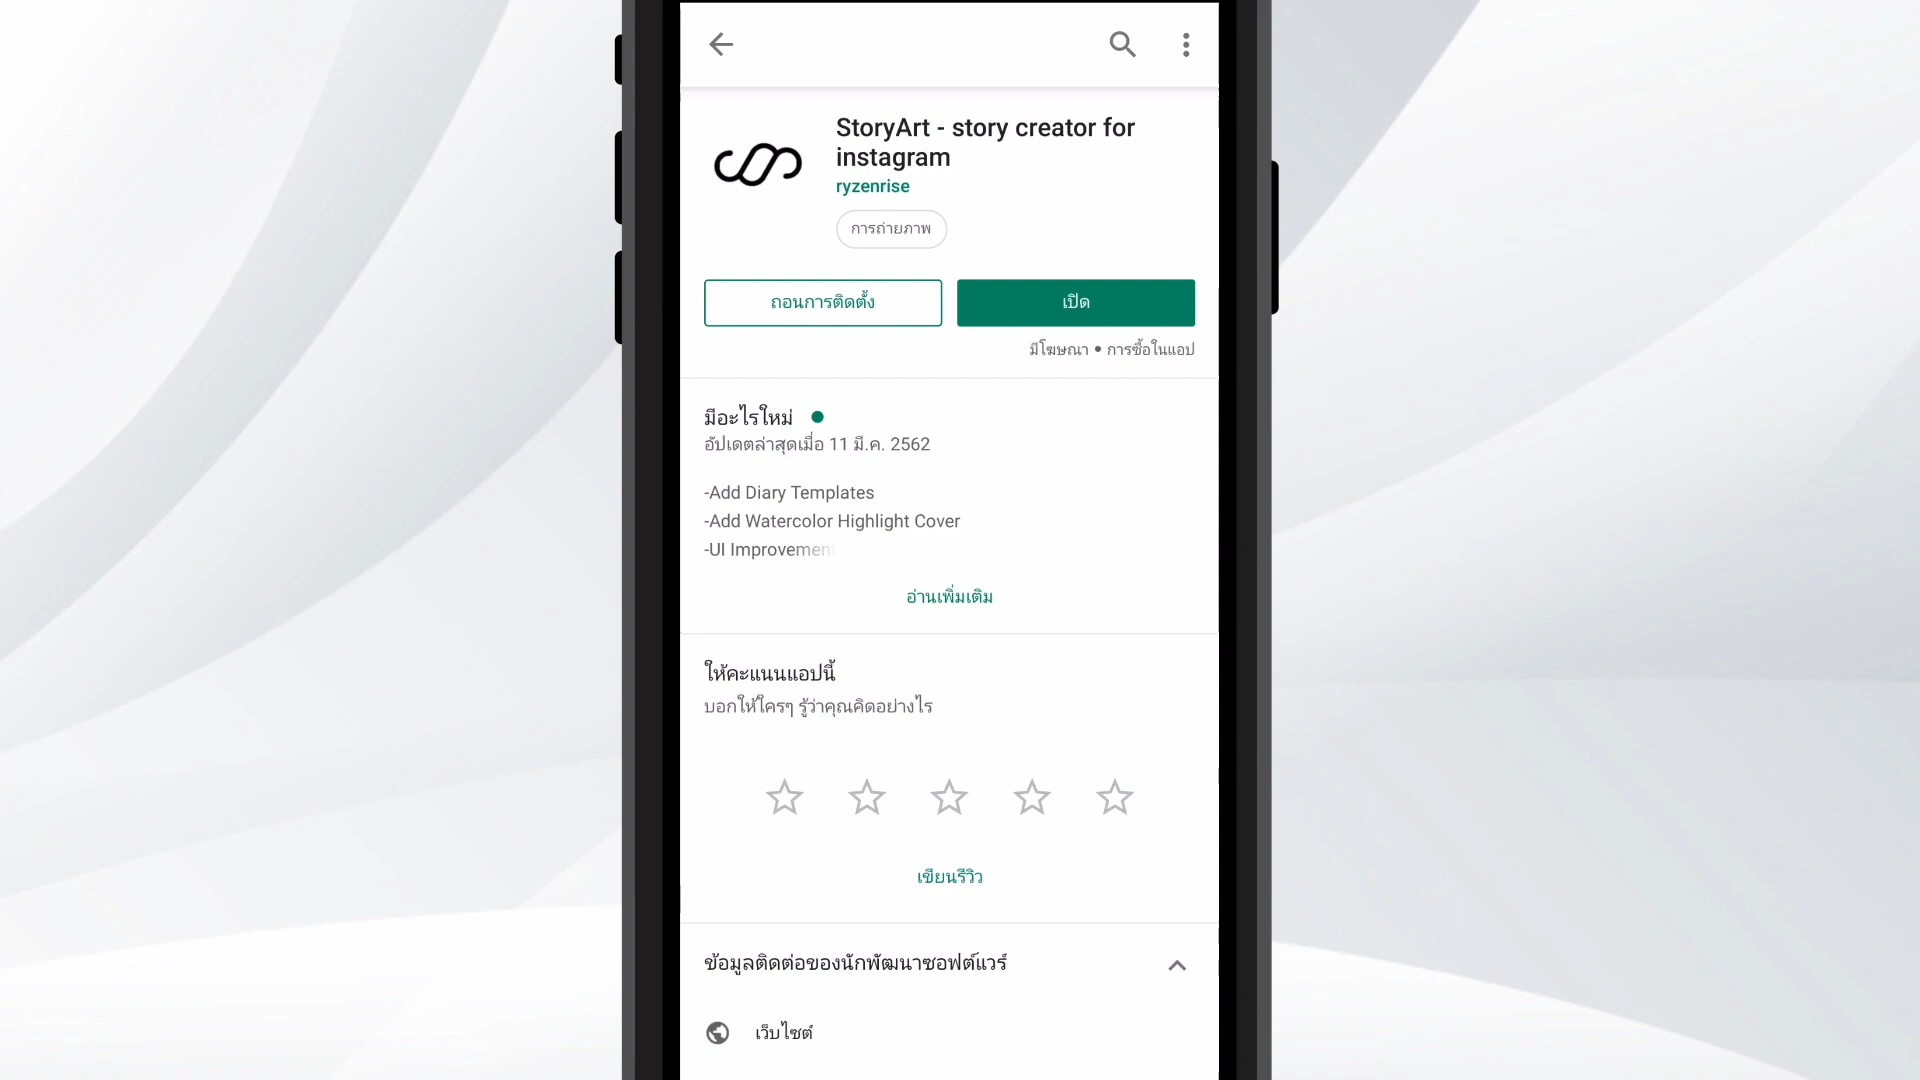 StoryArt - story creator for
instagram
ryzenrise
การถ่ายภาพ
ถอนการติดตั้ง
เปิด
มีโฆษณา • การซื้อในแอป
มีอะไรใหม่
อัปเดตล่าสุดเมื่อ 11 มี.ค. 2562
-Add Diary Templates
-Add Watercolor Highlight Cover
-UI Improvement
อ่านเพิ่มเติม
ให้คะแนนแอปนี้
บอกให้ใครๆ รู้ว่าคุณคิดอย่างไร
เขียนรีวิว
ข้อมูลติดต่อของนักพัฒนาซอฟต์แวร์
เว็บไซต์